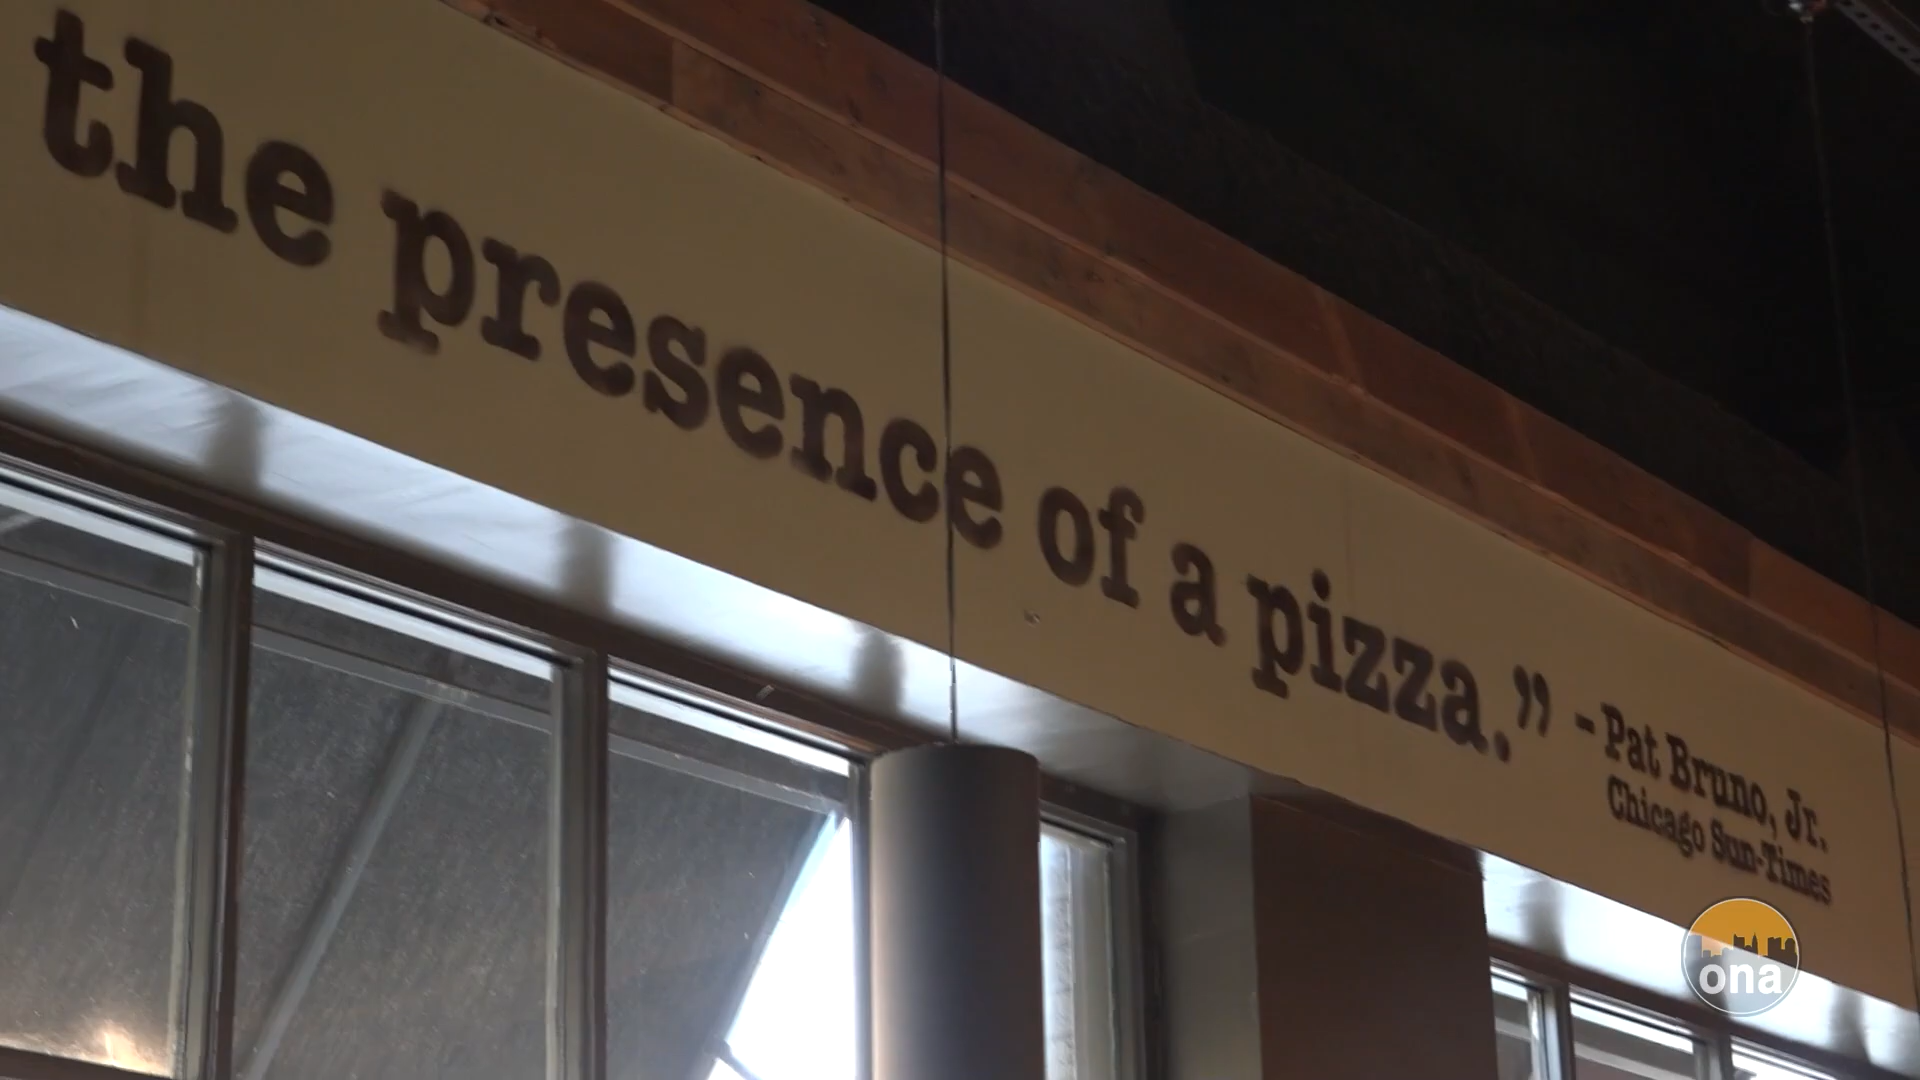 the presence of a pizza.”
- Pat Bruno, Jr.
Chicago Sun-Times
ona